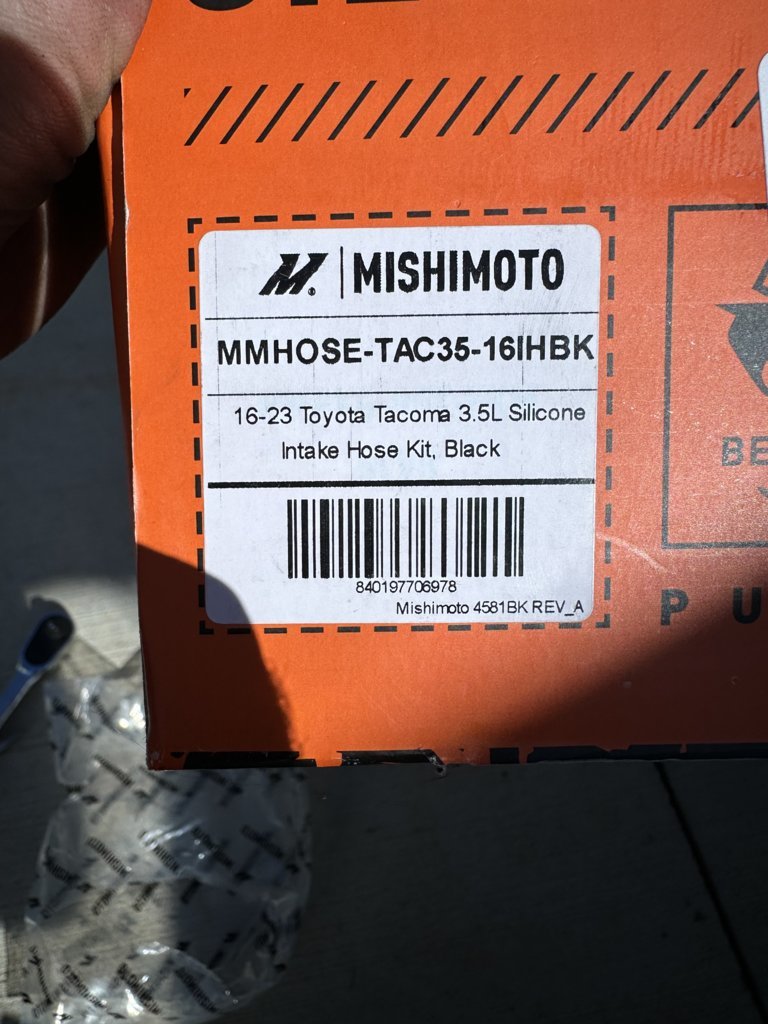 MISHIMOTO
MMHOSE-TAC35-16IHBK
16-23 Toyota Tacoma 3.5L Silicone
Intake Hose Kit, Black
840197706978
Mishimoto 4581BK REV_A
BE
P U